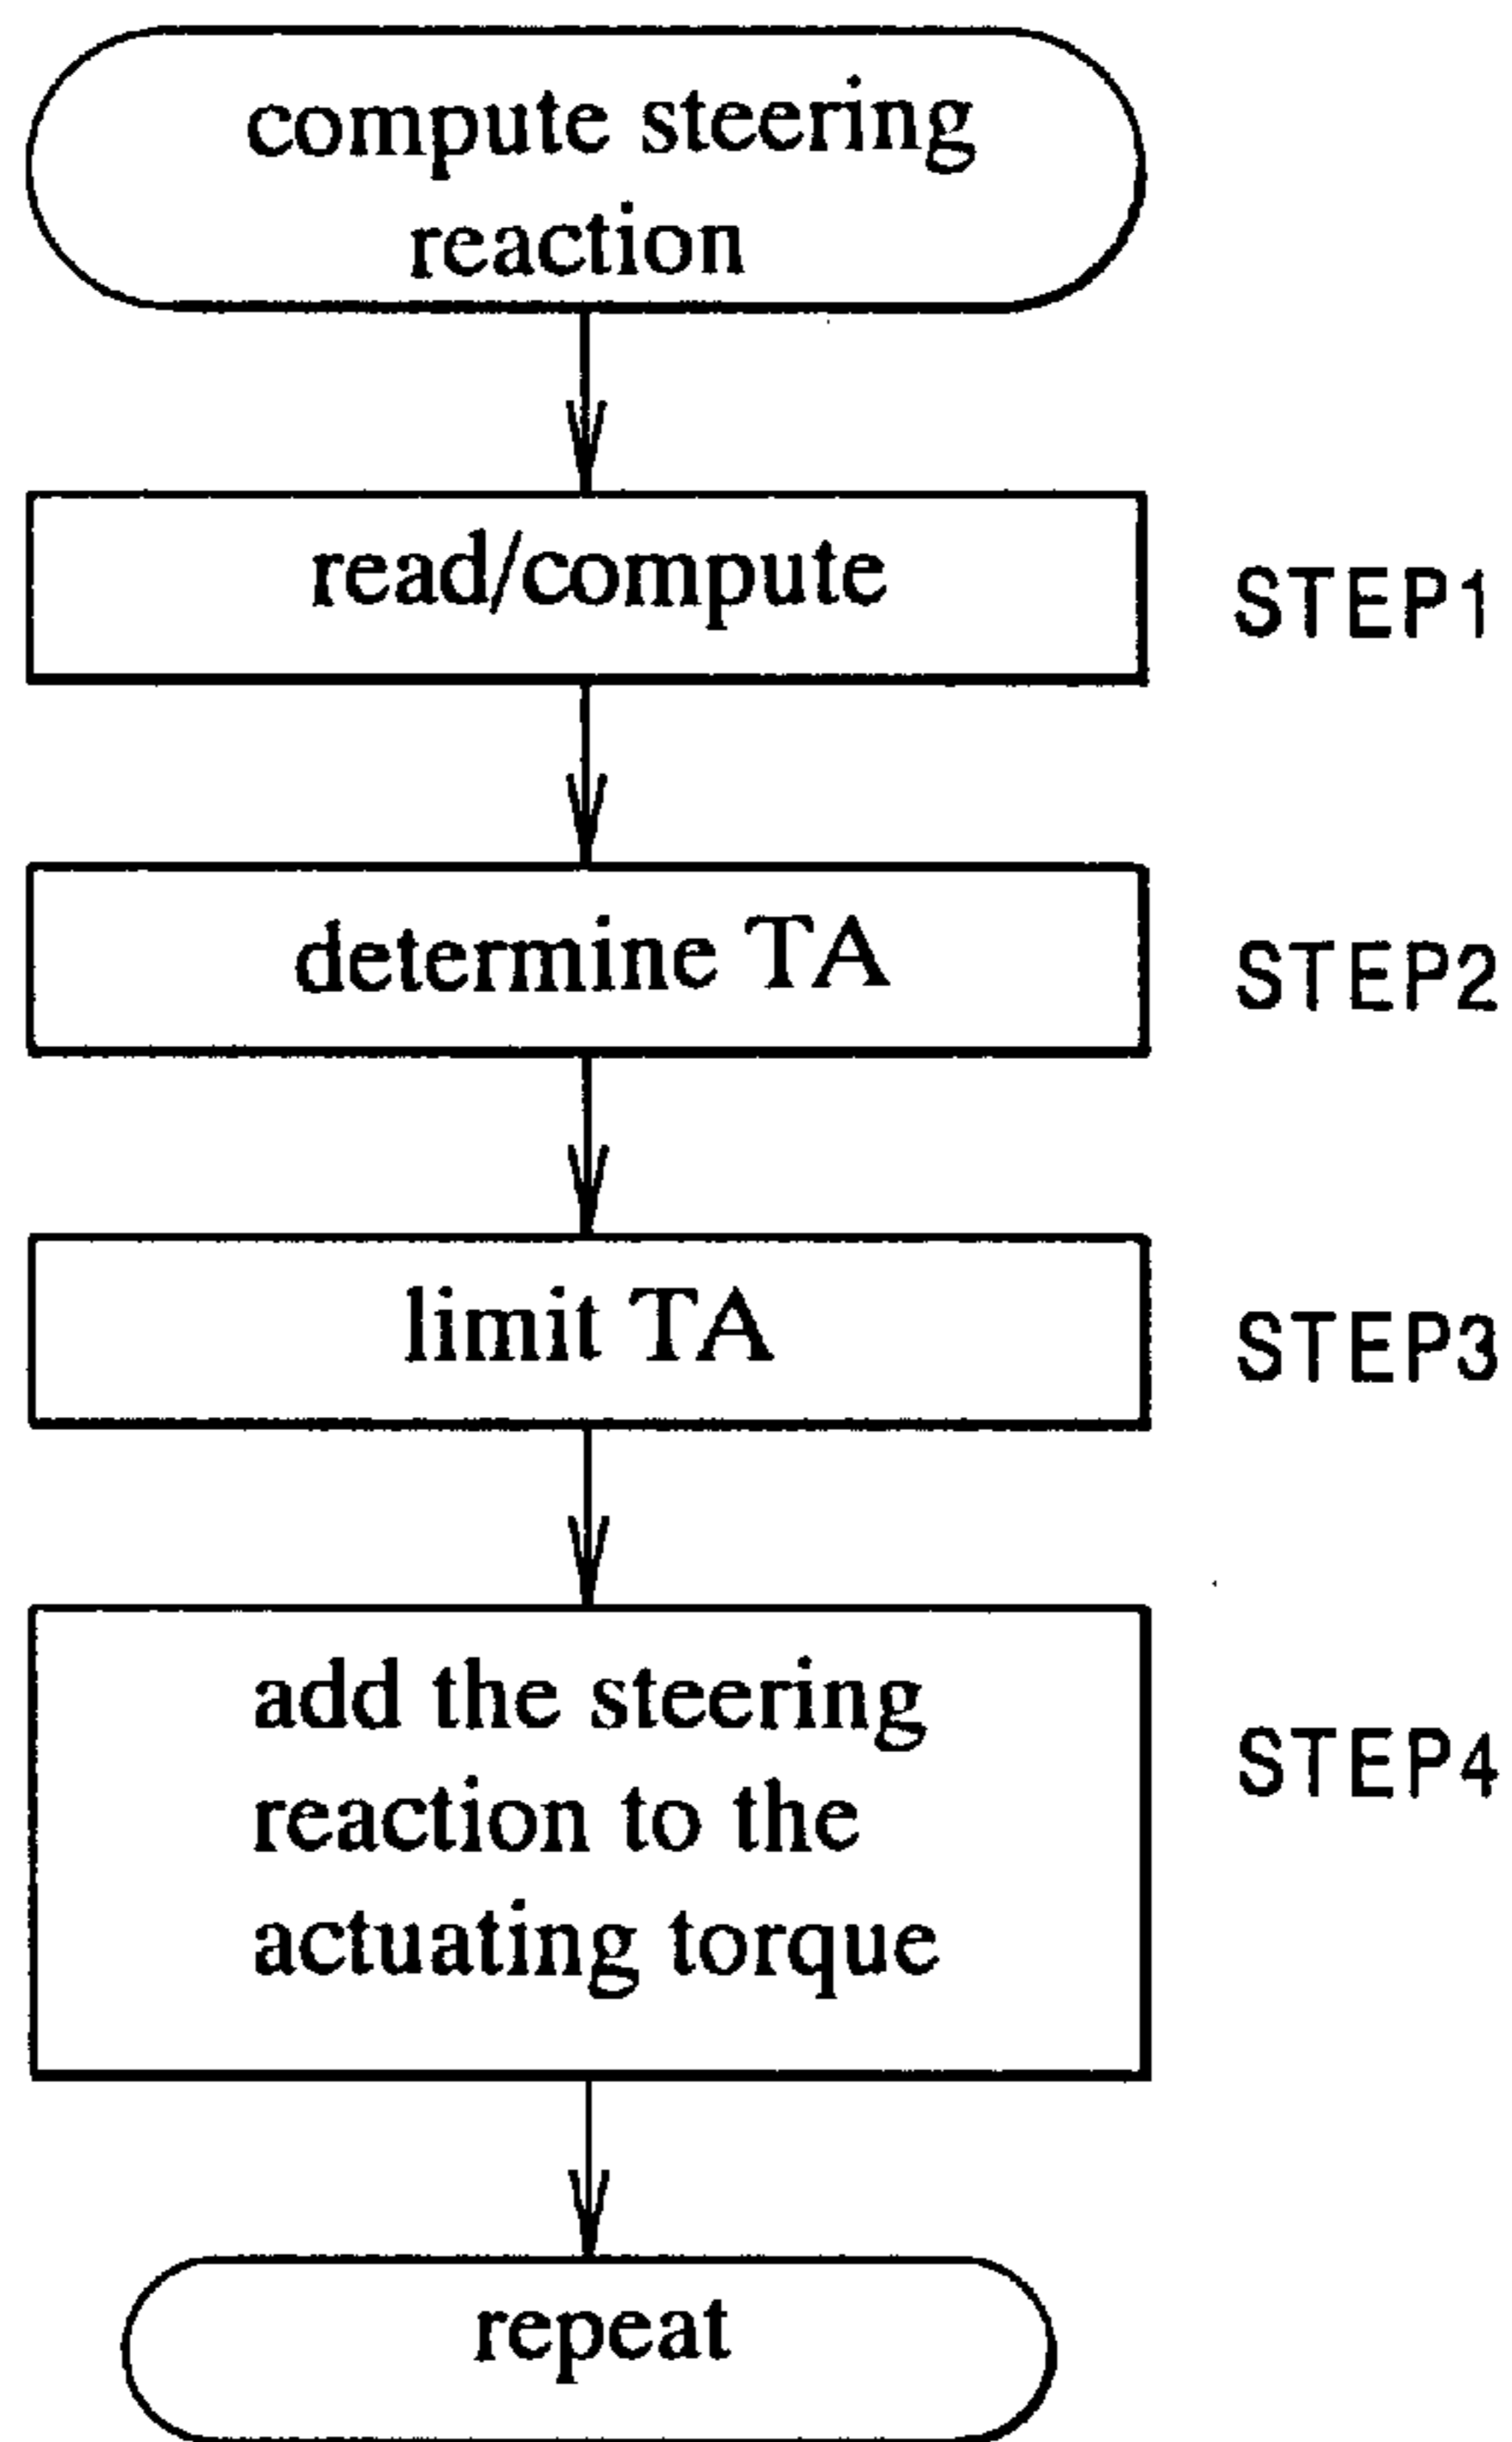 compute steering
reaction
read/compute
STEP1
determine TA
STEP2
limit TA
STEP3
add the steering
reaction to the
actuating torque
STEP4
repeat